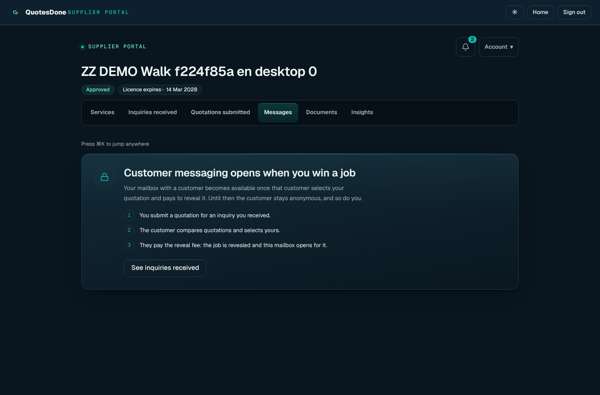 QuotesDone SUPPLIER PORTAL
Home
Sign out
SUPPLIER PORTAL
2
Account ▾
ZZ DEMO Walk f224f85a en desktop 0
Approved
Licence expires · 14 Mar 2028
Services
Inquiries received
Quotations submitted
Messages
Documents
Insights
Press ⌘K to jump anywhere
Customer messaging opens when you win a job
Your mailbox with a customer becomes available once that customer selects your
quotation and pays to reveal it. Until then the customer stays anonymous, and so do you.
1 You submit a quotation for an inquiry you received.
2 The customer compares quotations and selects yours.
3 They pay the reveal fee: the job is revealed and this mailbox opens for it.
See inquiries received